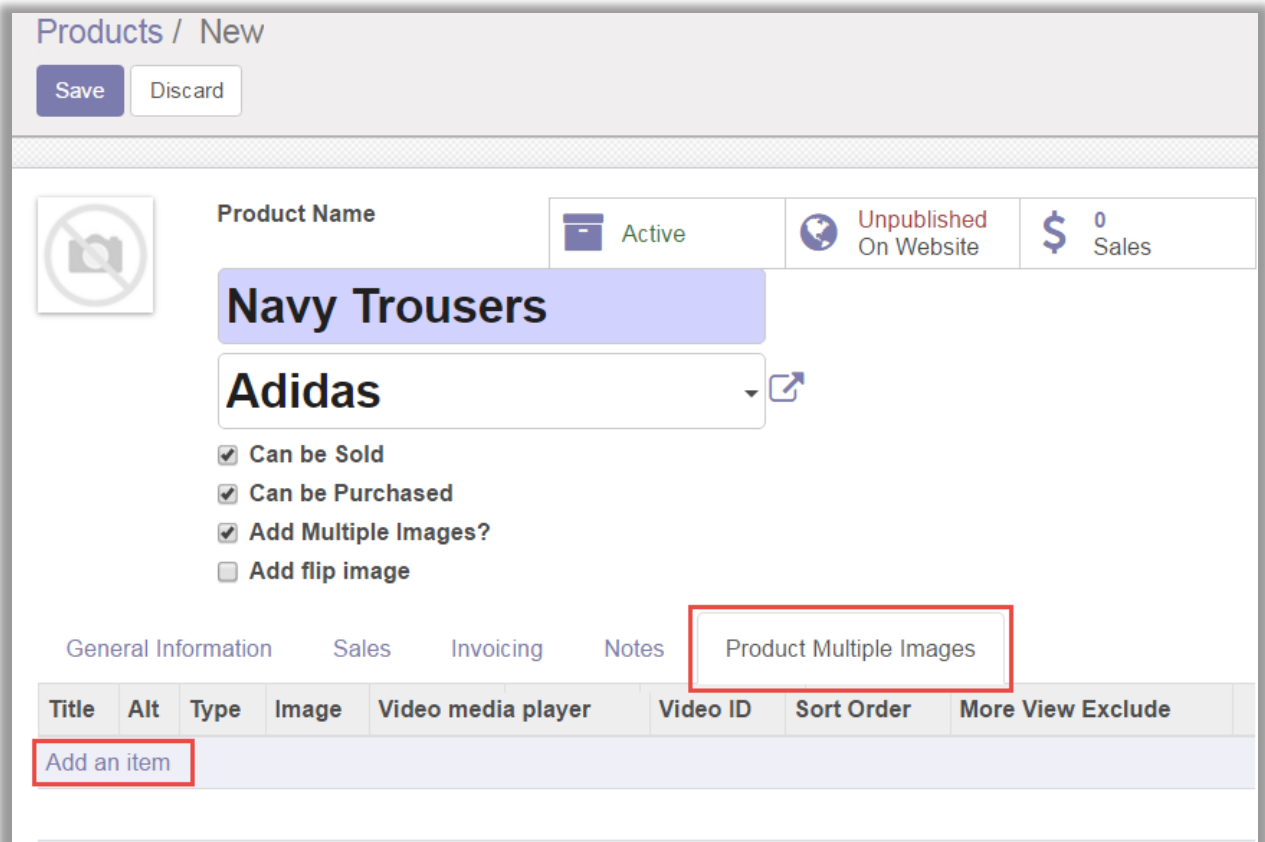 Products / New
Save Discard
Product Name
Active
Unpublished
On Website
0
Sales
Navy Trousers
Adidas
Can be Sold
Can be Purchased
Add Multiple Images?
Add flip image
General Information Sales Invoicing Notes Product Multiple Images
Title Alt Type Image Video media player Video ID Sort Order More View Exclude
Add an item